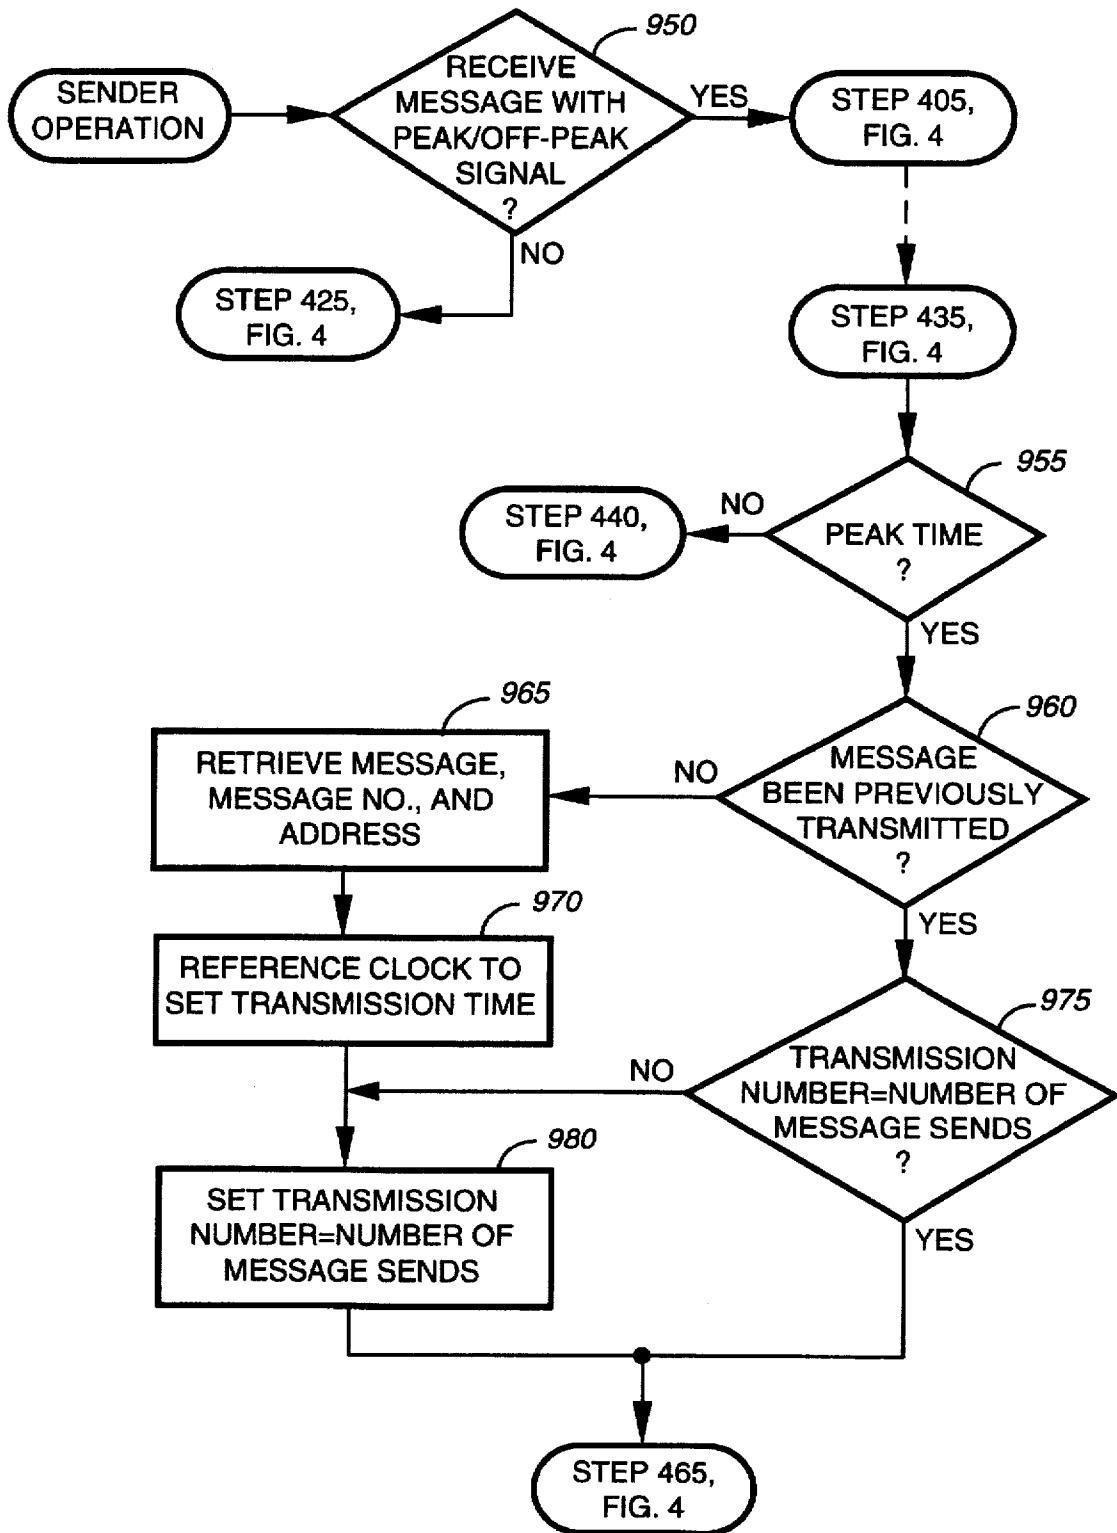 950
SENDER
OPERATION
RECEIVE
MESSAGE WITH
PEAK/OFF-PEAK
SIGNAL
?
YES
STEP 405,
FIG. 4
NO
STEP 425,
FIG. 4
STEP 435,
FIG. 4
955
PEAK TIME
?
NO
STEP 440,
FIG. 4
YES
960
MESSAGE
BEEN PREVIOUSLY
TRANSMITTED
?
NO
965
RETRIEVE MESSAGE,
MESSAGE NO., AND
ADDRESS
970
REFERENCE CLOCK TO
SET TRANSMISSION TIME
YES
975
TRANSMISSION
NUMBER=NUMBER OF
MESSAGE SENDS
?
NO
980
SET TRANSMISSION
NUMBER=NUMBER OF
MESSAGE SENDS
YES
STEP 465,
FIG. 4